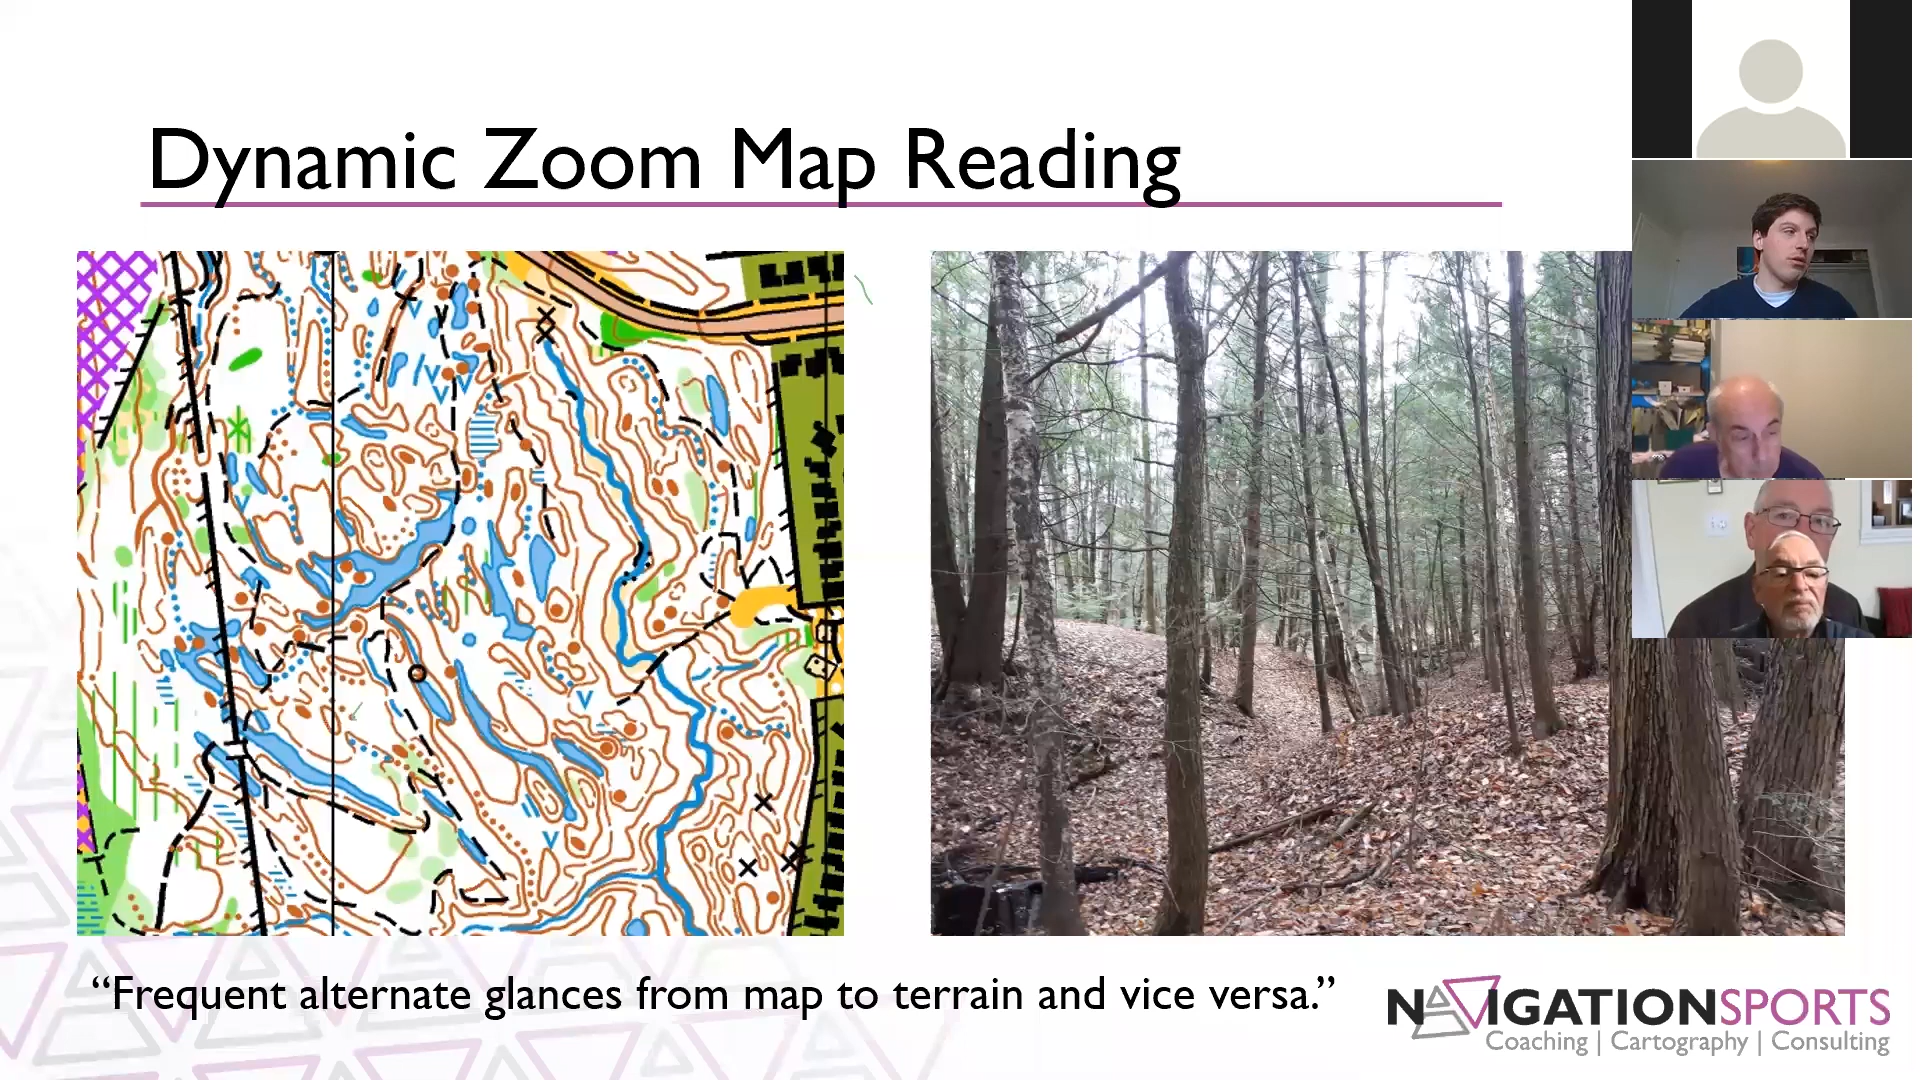 Dynamic Zoom Map Reading
“Frequent alternate glances from map to terrain and vice versa.”
NAVIGATIONSPORTS
Coaching | Cartography | Consulting